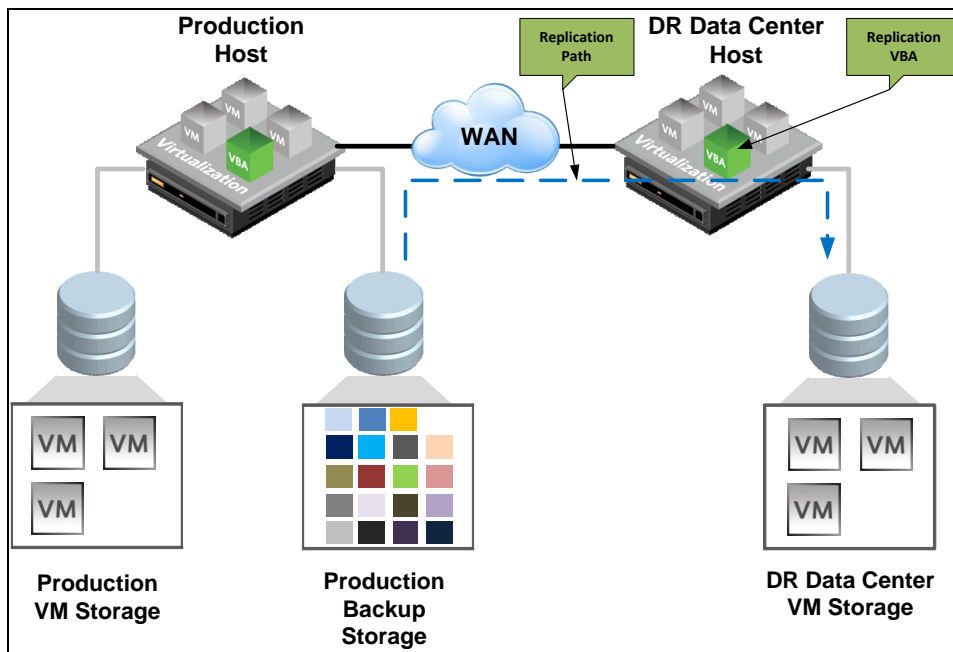 Production
Host
Replication
Path
DR Data Center
Host
Replication
VBA
VM
VM
VM
VBA
Virtualization
WAN
VM
VM
VM
VBA
Virtualization
VM
VM
VM
VM
VM
VM
Production
VM Storage
Production
Backup
Storage
DR Data Center
VM Storage